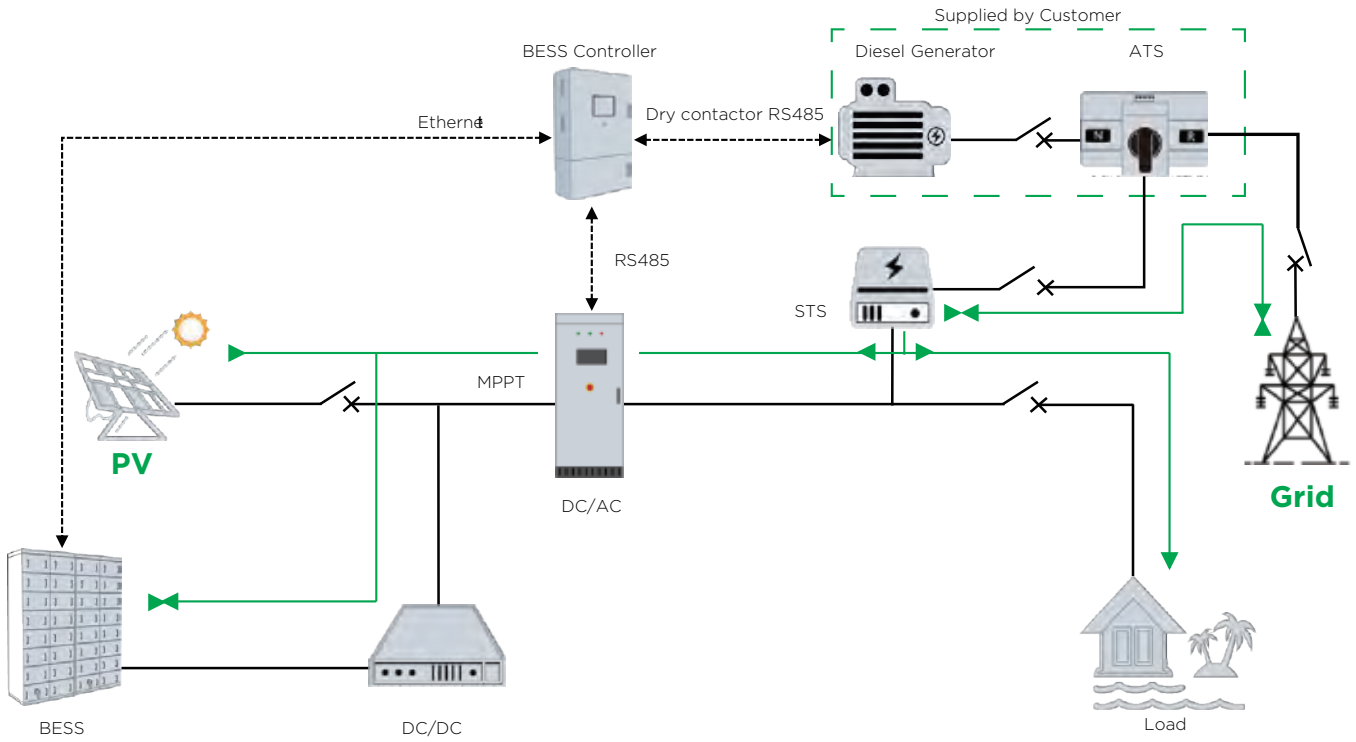 Supplied by Customer
BESS Controller
Diesel Generator
ATS
Ethernet
Dry contactor RS485
N
R
RS485
STS
MPPT
PV
DC/AC
Grid
BESS
DC/DC
Load